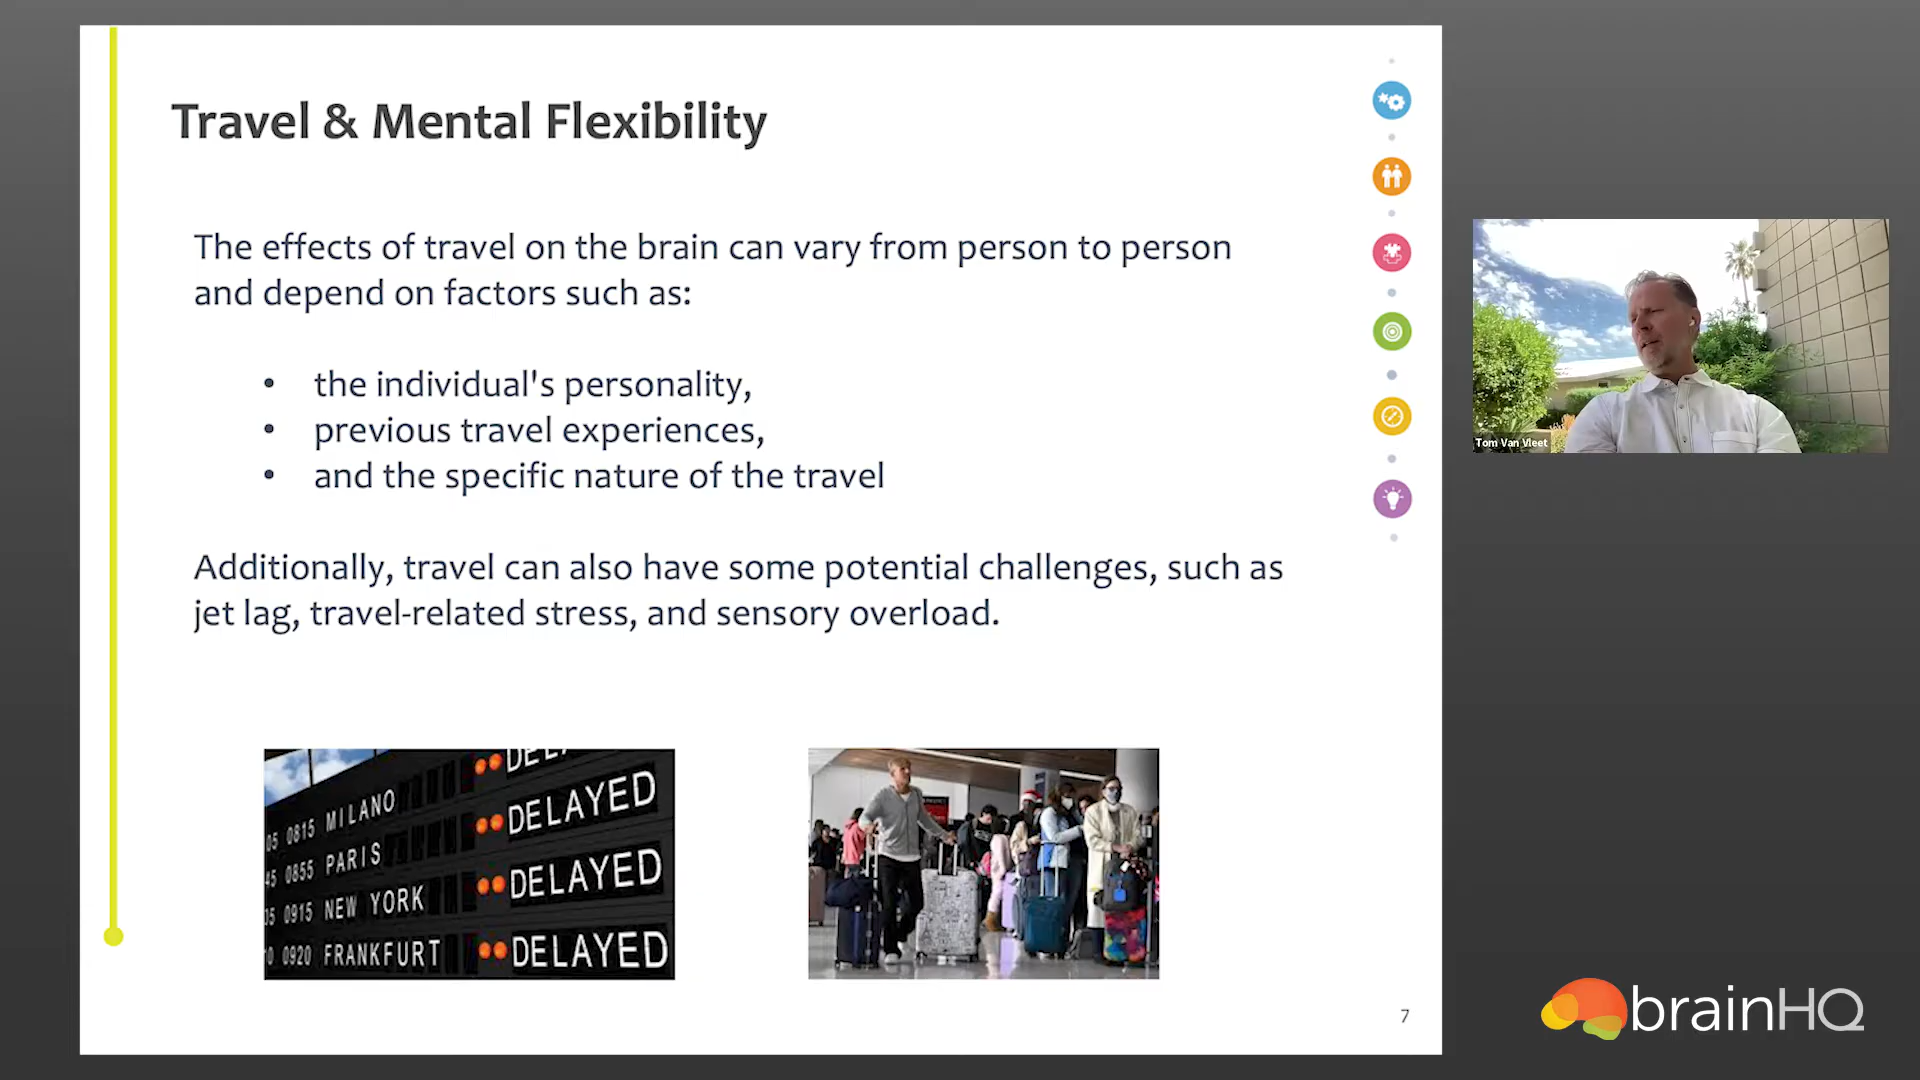 Travel & Mental Flexibility
The effects of travel on the brain can vary from person to person
and depend on factors such as:
• the individual's personality,
• previous travel experiences,
• and the specific nature of the travel
Additionally, travel can also have some potential challenges, such as
jet lag, travel-related stress, and sensory overload.
05 0815 MILANO DELAYED
45 0855 PARIS DELAYED
0915 NEW YORK DELAYED
0920 FRANKFURT DELAYED
7
Tom Van Vleet
brainHQ